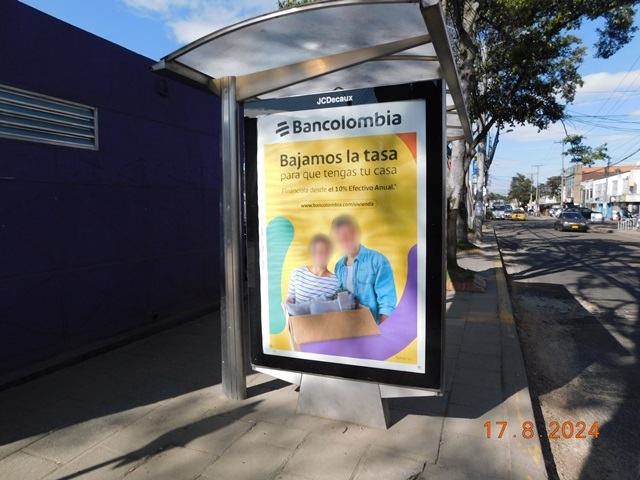 JCDecaux
Bancolombia
Bajamos la tasa
para que tengas tu casa
Financiola desde el 10% Efectivo Anual.*
www.bancolombia.com/vivienda
17.8.2024